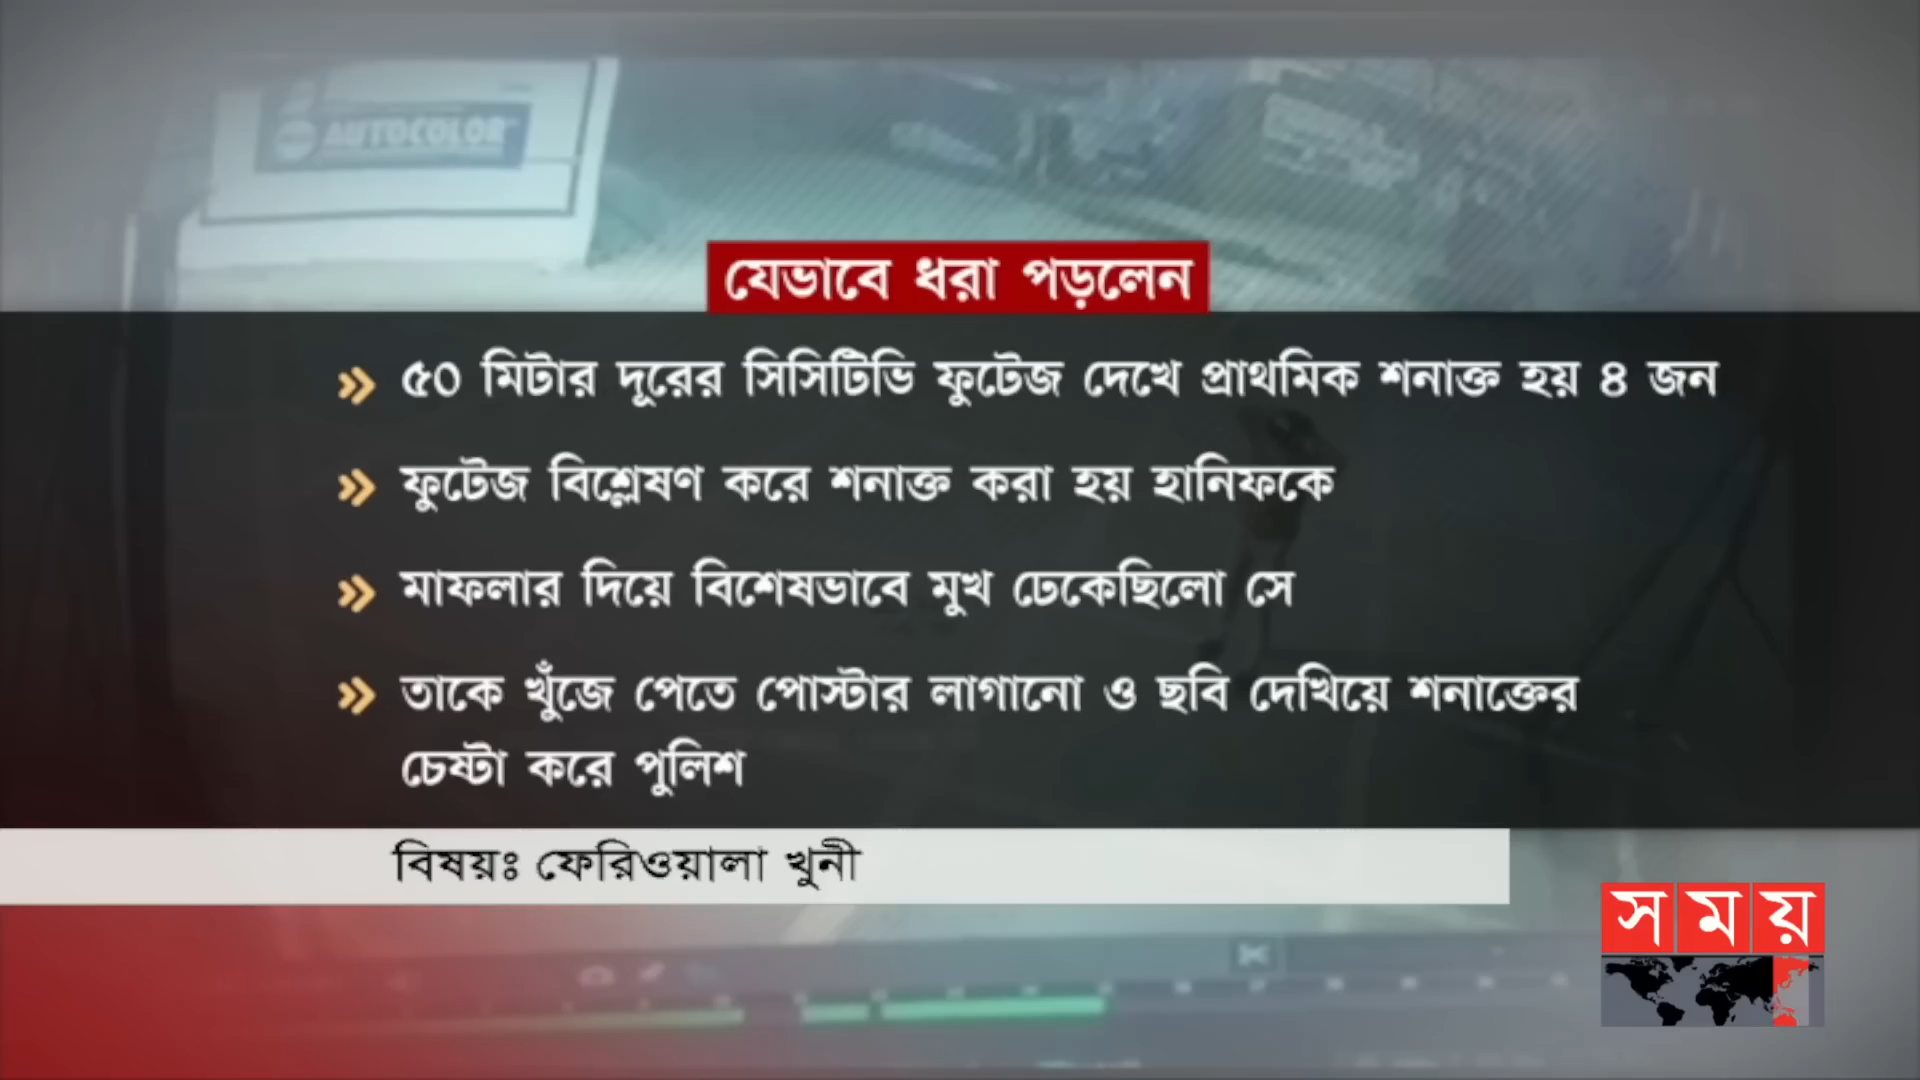 AUTOCOLOR
যেভাবে ধরা পড়লেন
৫০ মিটার দূরের সিসিটিভি ফুটেজ দেখে প্রাথমিক শনাক্ত হয় ৪ জন
ফুটেজ বিশ্লেষণ করে শনাক্ত করা হয় হানিফকে
মাফলার দিয়ে বিশেষভাবে মুখ ঢেকেছিলো সে
তাকে খুঁজে পেতে পোস্টার লাগানো ও ছবি দেখিয়ে শনাক্তের
চেষ্টা করে পুলিশ
বিষয়ঃ ফেরিওয়ালা খুনী
সময়